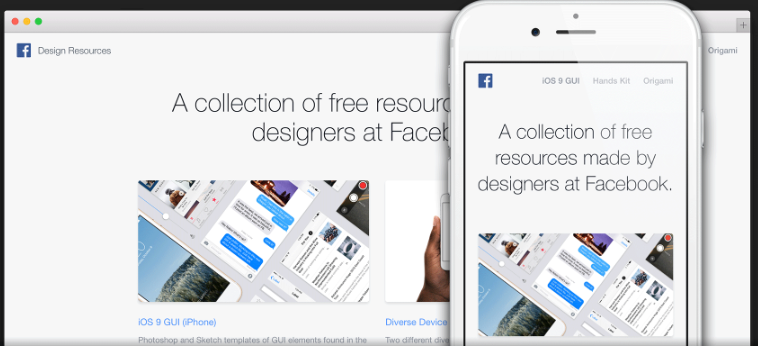 Design Resources
Origami
A collection of free resourc
designers at Faceb
iOS 9 GUI (iPhone)
Photoshop and Sketch templates of GUI elements found in the
Diverse Device
Two different dive
iOS 9 GUI Hands Kit Origami
A collection of free
resources made by
designers at Facebook.